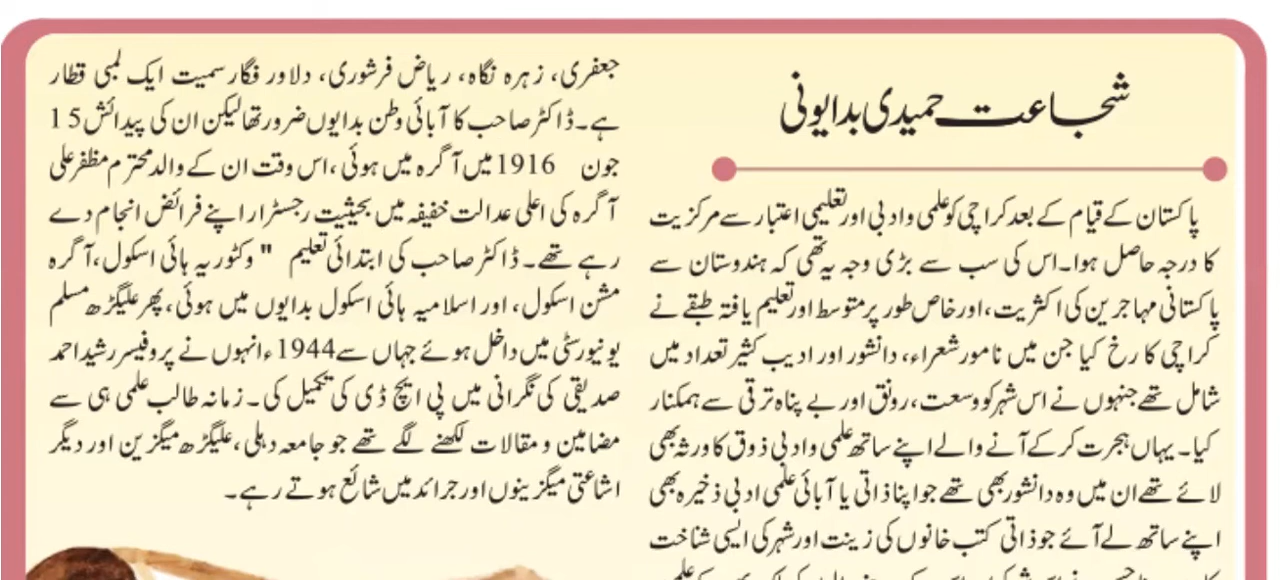 شجاعت حمیدی بدایونی
پاکستان کے قیام کے بعد کراچی کو علمی وادبی اور تعلیمی اعتبار سے مرکزیت
کا درجہ حاصل ہوا۔اس کی سب سے بڑی وجہ یہ تھی کہ ہندوستان سے
پاکستانی مہاجرین کی اکثریت ،اور خاص طور پر متوسط اور تعلیم یافتہ طبقے نے
کراچی کا رخ کیا جن میں نامور شعراء، دانشور اور ادیب کثیر تعداد میں
شامل تھے جنہوں نے اس شہر کو وسعت ،رونق اور بے پناہ ترقی سے ہمکنار
کیا۔ یہاں ہجرت کر کے آنے والے اپنے ساتھ علمی وادبی ذوق کا ورثہ بھی
لائے تھے ان میں وہ دانشور بھی تھے جو اپنا ذاتی یا آبائی علمی ادبی ذخیرہ بھی
اپنے ساتھ لے آئے جو ذاتی کتب خانوں کی زینت اور شہر کی ایسی شناخت
جعفری، زہرہ نگاہ، ریاض فرشوری، دلاور فگار سمیت ایک لمبی قطار
ہے۔ڈاکٹر صاحب کا آبائی وطن بدایوں ضرور تھا لیکن ان کی پیدائش 15
جون 1916 میں آگرہ میں ہوئی ،اس وقت ان کے والد محترم مظفر علی
آگرہ کی اعلی عدالت خفیفہ میں بحیثیت رجسٹرار اپنے فرائض انجام دے
رہے تھے۔ ڈاکٹر صاحب کی ابتدائی تعلیم " وکٹوریہ ہائی اسکول،آگرہ
مشن اسکول، اور اسلامیہ ہائی اسکول بدایوں میں ہوئی، پھر علیگڑھ مسلم
یونیورسٹی میں داخل ہوئے جہاں سے 1944ءانہوں نے پروفیسر رشید احمد
صدیقی کی نگرانی میں پی ایچ ڈی کی تکمیل کی۔ زمانہ طالب علمی ہی سے
مضامین و مقالات لکھنے لگے تھے جو جامعہ دہلی ،علیگڑھ میگزین اور دیگر
اشاعتی میگزینوں اور جرائد میں شائع ہوتے رہے۔